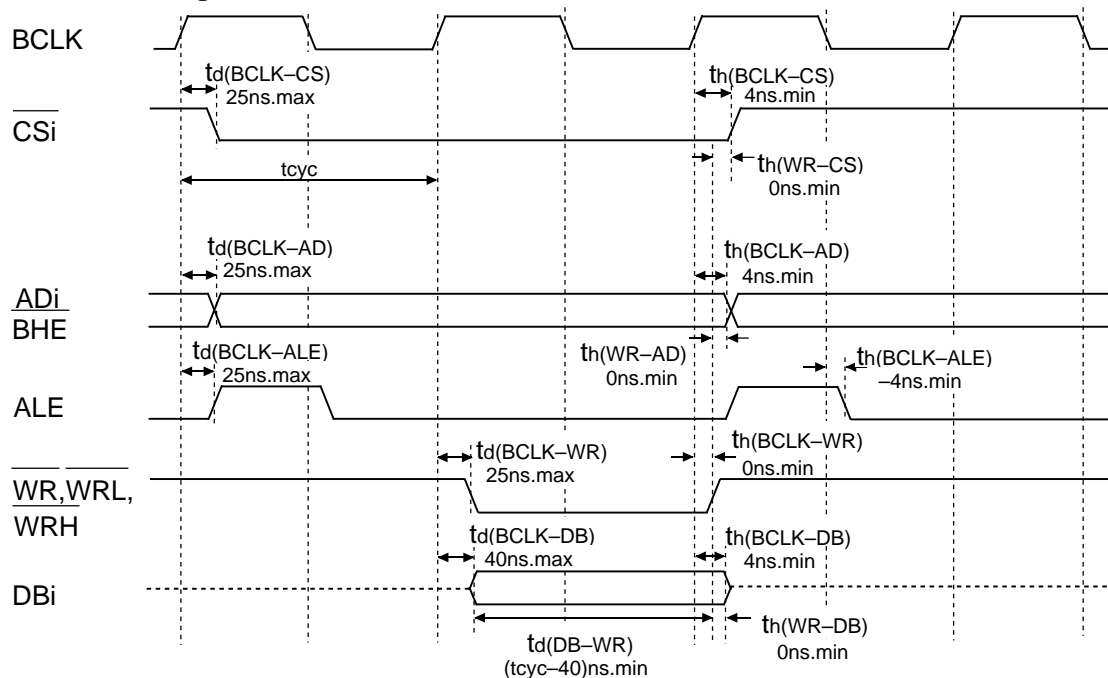 BCLK
td(BCLK–CS)
25ns.max
th(BCLK–CS)
4ns.min
CSi
th(WR–CS)
0ns.min
tcyc
td(BCLK–AD)
25ns.max
th(BCLK–AD)
4ns.min
ADi
BHE
td(BCLK–ALE)
25ns.max
th(WR–AD)
0ns.min
th(BCLK–ALE)
–4ns.min
ALE
td(BCLK–WR)
25ns.max
th(BCLK–WR)
0ns.min
WR,WRL,
WRH
td(BCLK–DB)
40ns.max
th(BCLK–DB)
4ns.min
DBi
td(DB–WR)
(tcyc–40)ns.min
th(WR–DB)
0ns.min